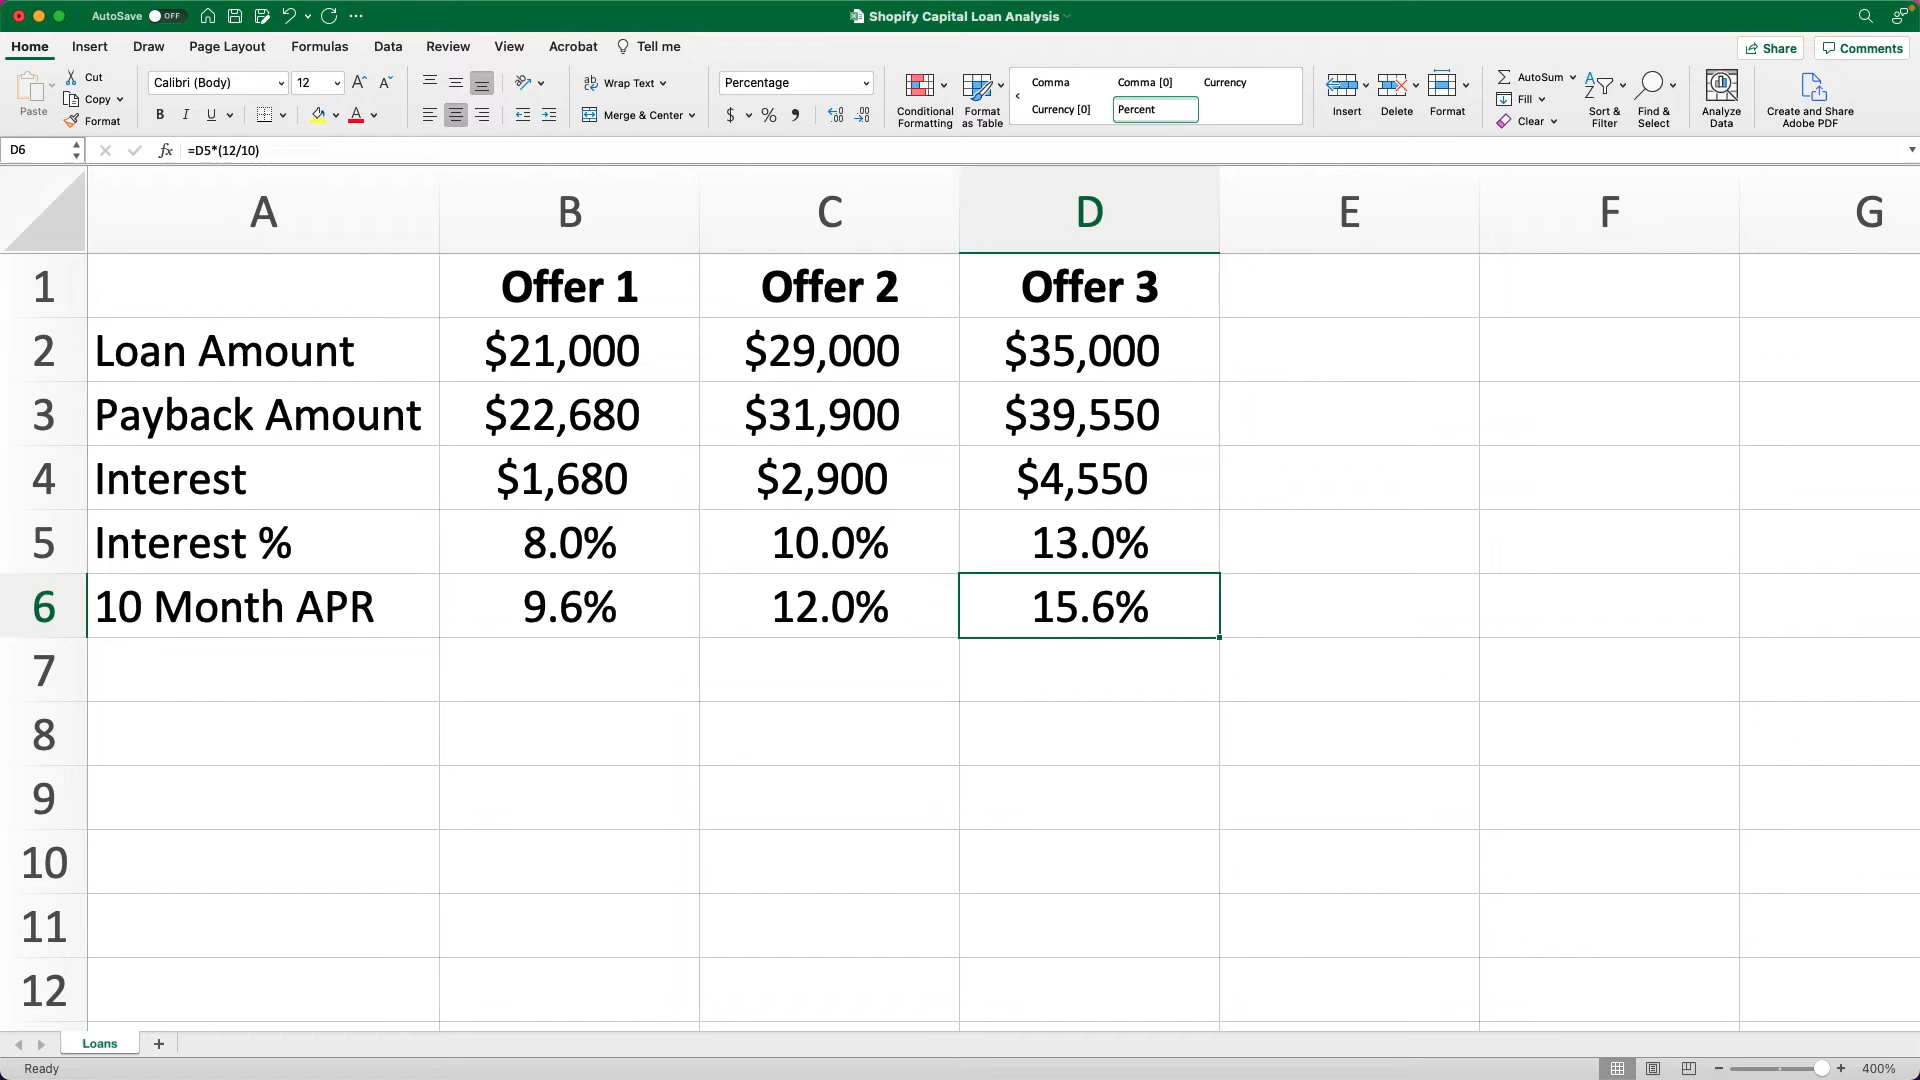 AutoSave OFF
Shopify Capital Loan Analysis
Home Insert Draw Page Layout Formulas Data Review View Acrobat Tell me
Share Comments
Paste
Cut
Copy
Format
Calibri (Body) 12
B I U
Wrap Text
Merge & Center
Percentage
$ % 9
Conditional Formatting
Format as Table
Comma Comma [0] Currency
Currency [0] Percent
Insert Delete Format
AutoSum
Fill
Clear
Sort & Filter
Find & Select
Analyze Data
Create and Share Adobe PDF
D6 fx =D5*(12/10)
A B C D E F G
1 Offer 1 Offer 2 Offer 3
2 Loan Amount $21,000 $29,000 $35,000
3 Payback Amount $22,680 $31,900 $39,550
4 Interest $1,680 $2,900 $4,550
5 Interest % 8.0% 10.0% 13.0%
6 10 Month APR 9.6% 12.0% 15.6%
7
8
9
10
11
12
Loans +
Ready
400%